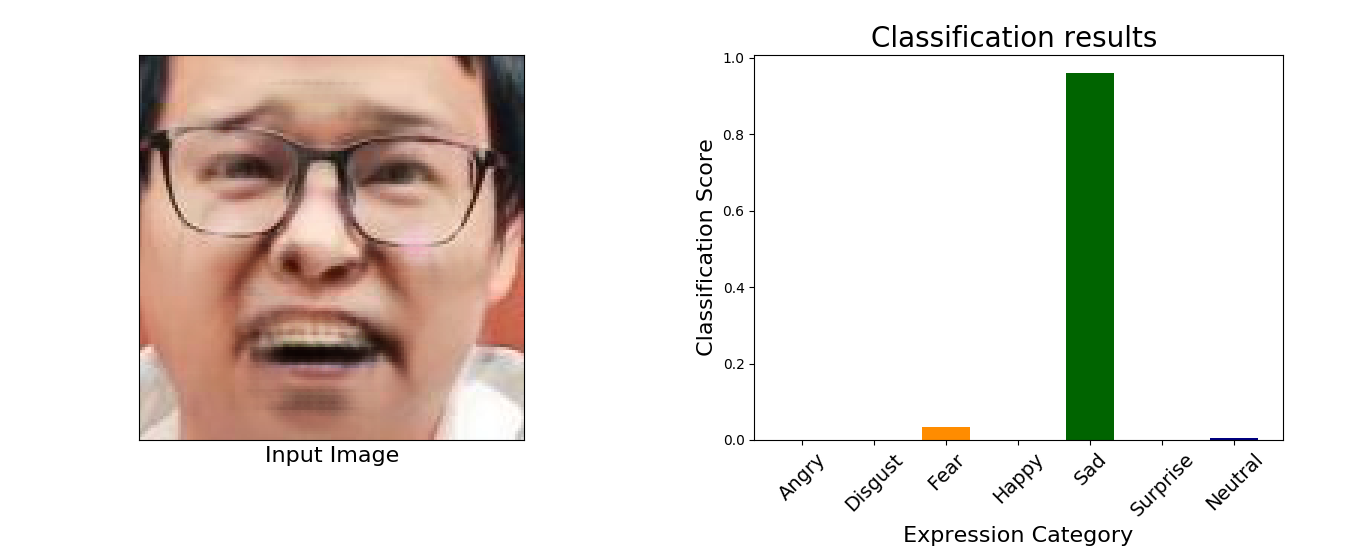 Input Image
Classification results
Classification Score
1.0
0.8
0.6
0.4
0.2
0.0
Angry
Disgust
Fear
Happy
Sad
Surprise
Neutral
Expression Category